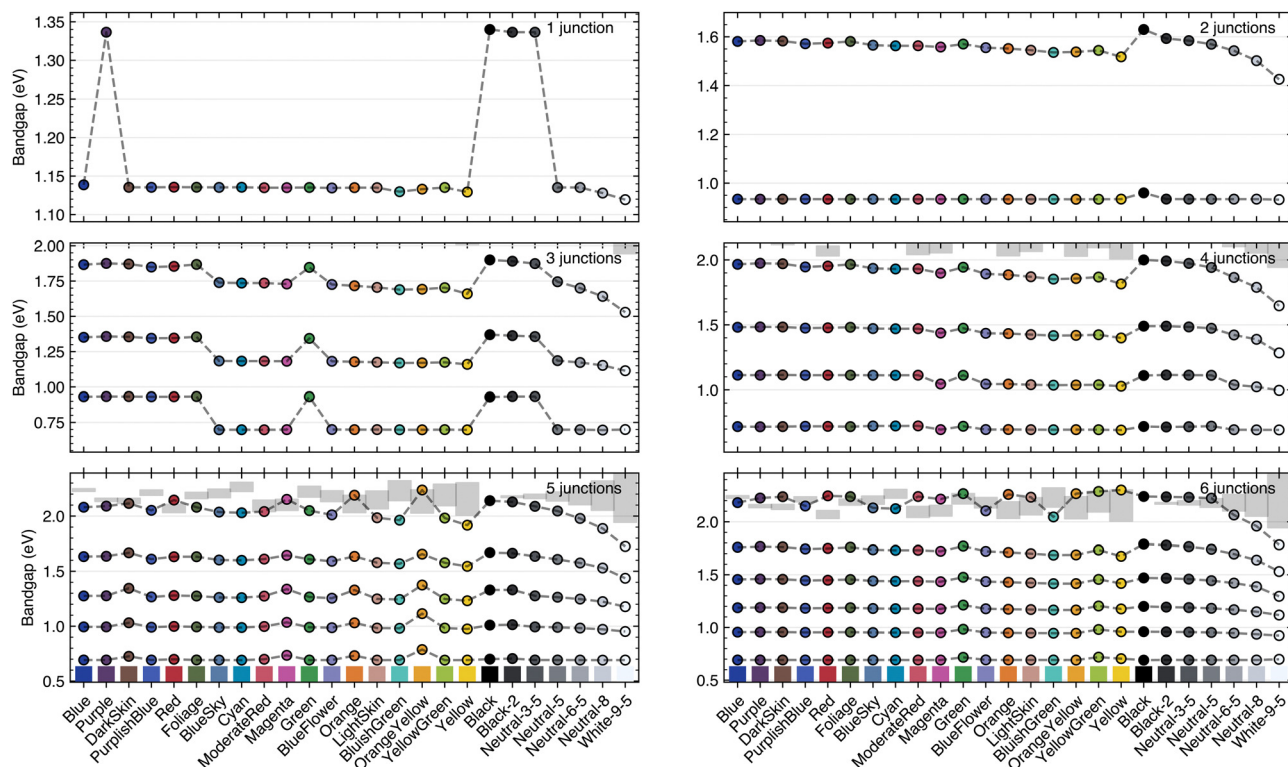 1 junction
1.35
1.30
1.25
1.20
1.15
1.10
Bandgap (eV)
2 junctions
1.6
1.4
1.2
1.0
3 junctions
2.00
1.75
1.50
1.25
1.00
0.75
Bandgap (eV)
4 junctions
2.0
1.5
1.0
5 junctions
2.0
1.5
1.0
0.5
Bandgap (eV)
Blue
Purple
DarkSkin
PurplishBlue
Red
Foliage
BlueSky
Cyan
ModerateRed
Magenta
Green
BlueFlower
Orange
LightSkin
BluishGreen
OrangeYellow
YellowGreen
Yellow
Black
Black-2
Neutral-3-5
Neutral-5
Neutral-6-5
Neutral-8
White-9-5
6 junctions
2.0
1.5
1.0
0.5
Blue
Purple
DarkSkin
PurplishBlue
Red
Foliage
BlueSky
Cyan
ModerateRed
Magenta
Green
BlueFlower
Orange
LightSkin
BluishGreen
OrangeYellow
YellowGreen
Yellow
Black
Black-2
Neutral-3-5
Neutral-5
Neutral-6-5
Neutral-8
White-9-5